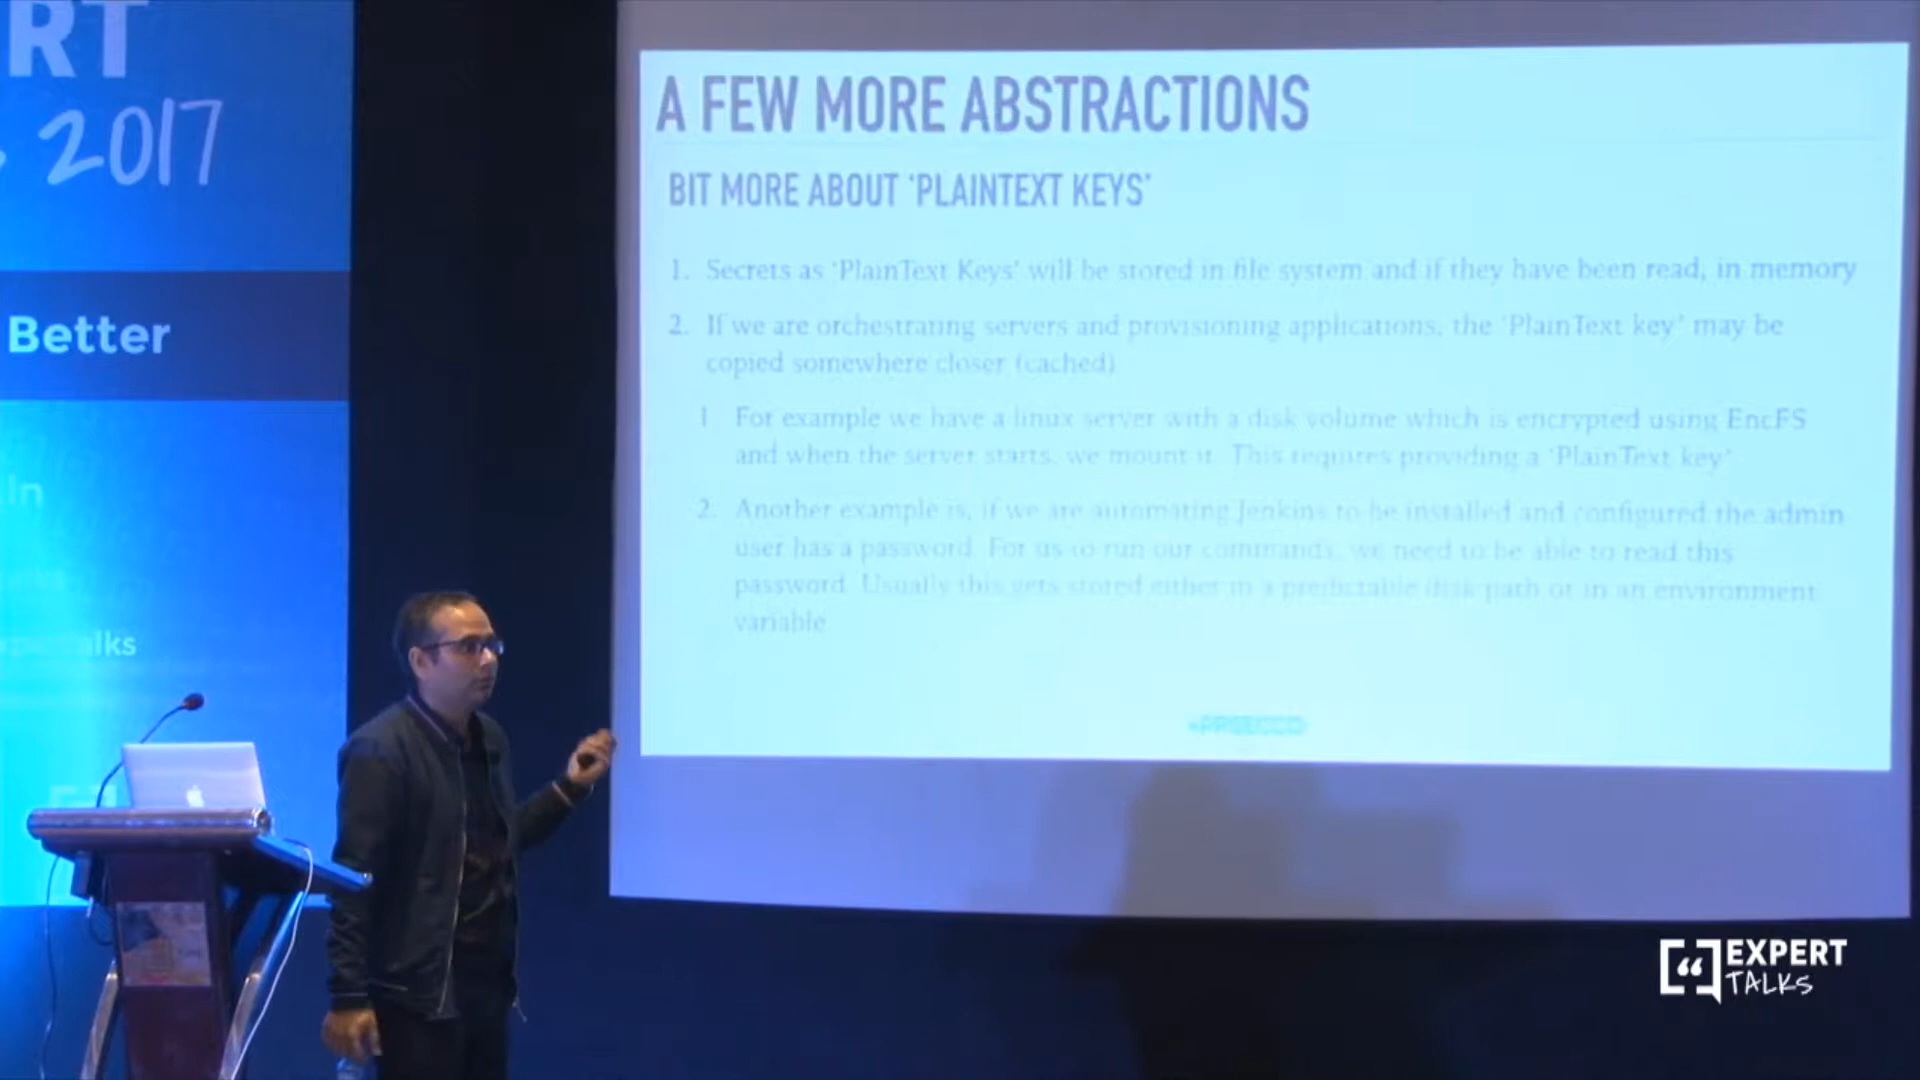 RT
2017
Better
In
alks
A FEW MORE ABSTRACTIONS
BIT MORE ABOUT ‘PLAINTEXT KEYS’
1. Secrets as ‘PlainText Keys’ will be stored in file system and if they have been read, in memory
2. If we are orchestrating servers and provisioning applications, the ‘PlainText key’ may be
copied somewhere closer (cached)
1 For example we have a linux server with a disk volume which is encrypted using EncFS
and when the server starts, we mount it. This requires providing a ‘PlainText key’
2. Another example is, if we are automating Jenkins to be installed and configured the admin
user has a password. For us to run our commands, we need to be able to read this
password. Usually this gets stored either in a predictable disk path or in an environment
variable
EXPERT
TALKS